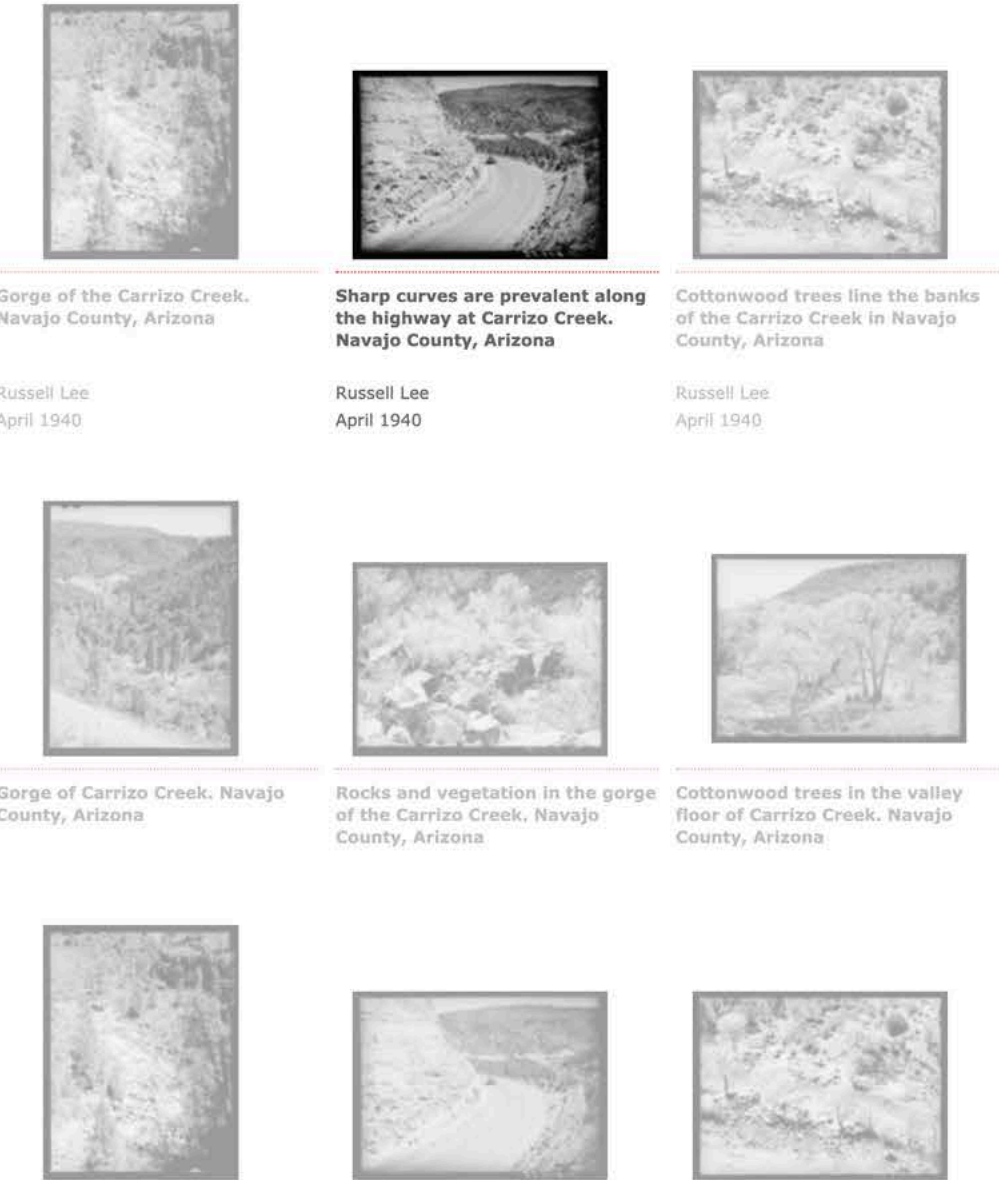 Gorge of the Carrizo Creek.
Navajo County, Arizona
Russell Lee
April 1940
Sharp curves are prevalent along
the highway at Carrizo Creek.
Navajo County, Arizona
Russell Lee
April 1940
Cottonwood trees line the banks
of the Carrizo Creek in Navajo
County, Arizona
Russell Lee
April 1940
Gorge of Carrizo Creek. Navajo
County, Arizona
Rocks and vegetation in the gorge
of the Carrizo Creek. Navajo
County, Arizona
Cottonwood trees in the valley
floor of Carrizo Creek. Navajo
County, Arizona